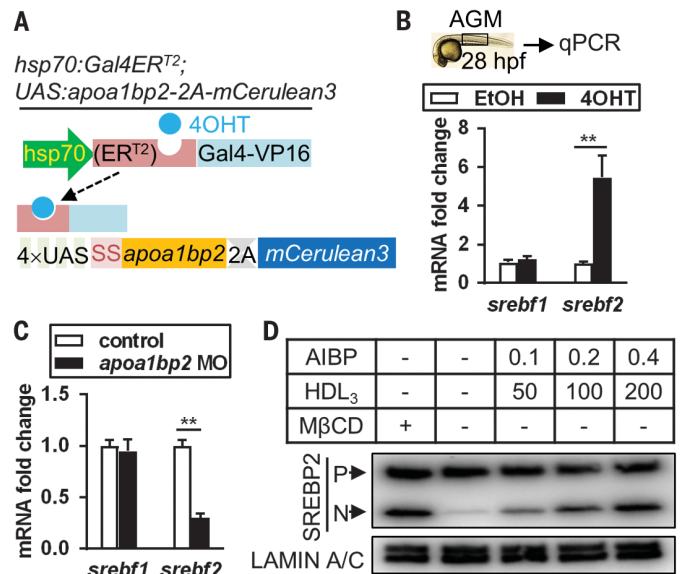 A
hsp70:Gal4ER^T2;
UAS:apoa1bp2-2A-mCerulean3
4OHT
hsp70 (ER^T2) Gal4-VP16
4×UAS SS apoa1bp2 2A mCerulean3
B
AGM
28 hpf
qPCR
EtOH 4OHT
mRNA fold change
8
6
4
2
0
**
srebf1 srebf2
C
control
apoa1bp2 MO
mRNA fold change
1.5
1.0
0.5
0.0
**
srebf1 srebf2
D
AIBP - - 0.1 0.2 0.4
HDL₃ - - 50 100 200
MβCD + - - - -
SREBP2
P
N
LAMIN A/C